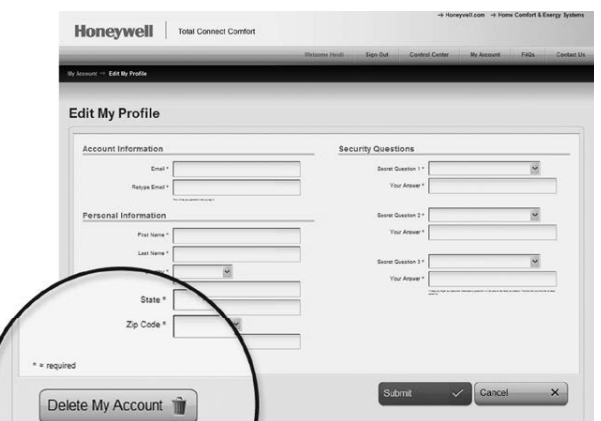 → Honeywell.com → Home Comfort & Energy Systems
Honeywell
Total Connect Comfort
Welcome Heidi Sign Out Control Center My Account FAQs Contact Us
My Account → Edit My Profile
Edit My Profile
Account Information
Email *
Retype Email *
Personal Information
First Name *
Last Name *
State *
Zip Code *
* = required
Delete My Account
Security Questions
Secret Question 1 *
Your Answer *
Secret Question 2 *
Your Answer *
Secret Question 3 *
Your Answer *
Submit
Cancel